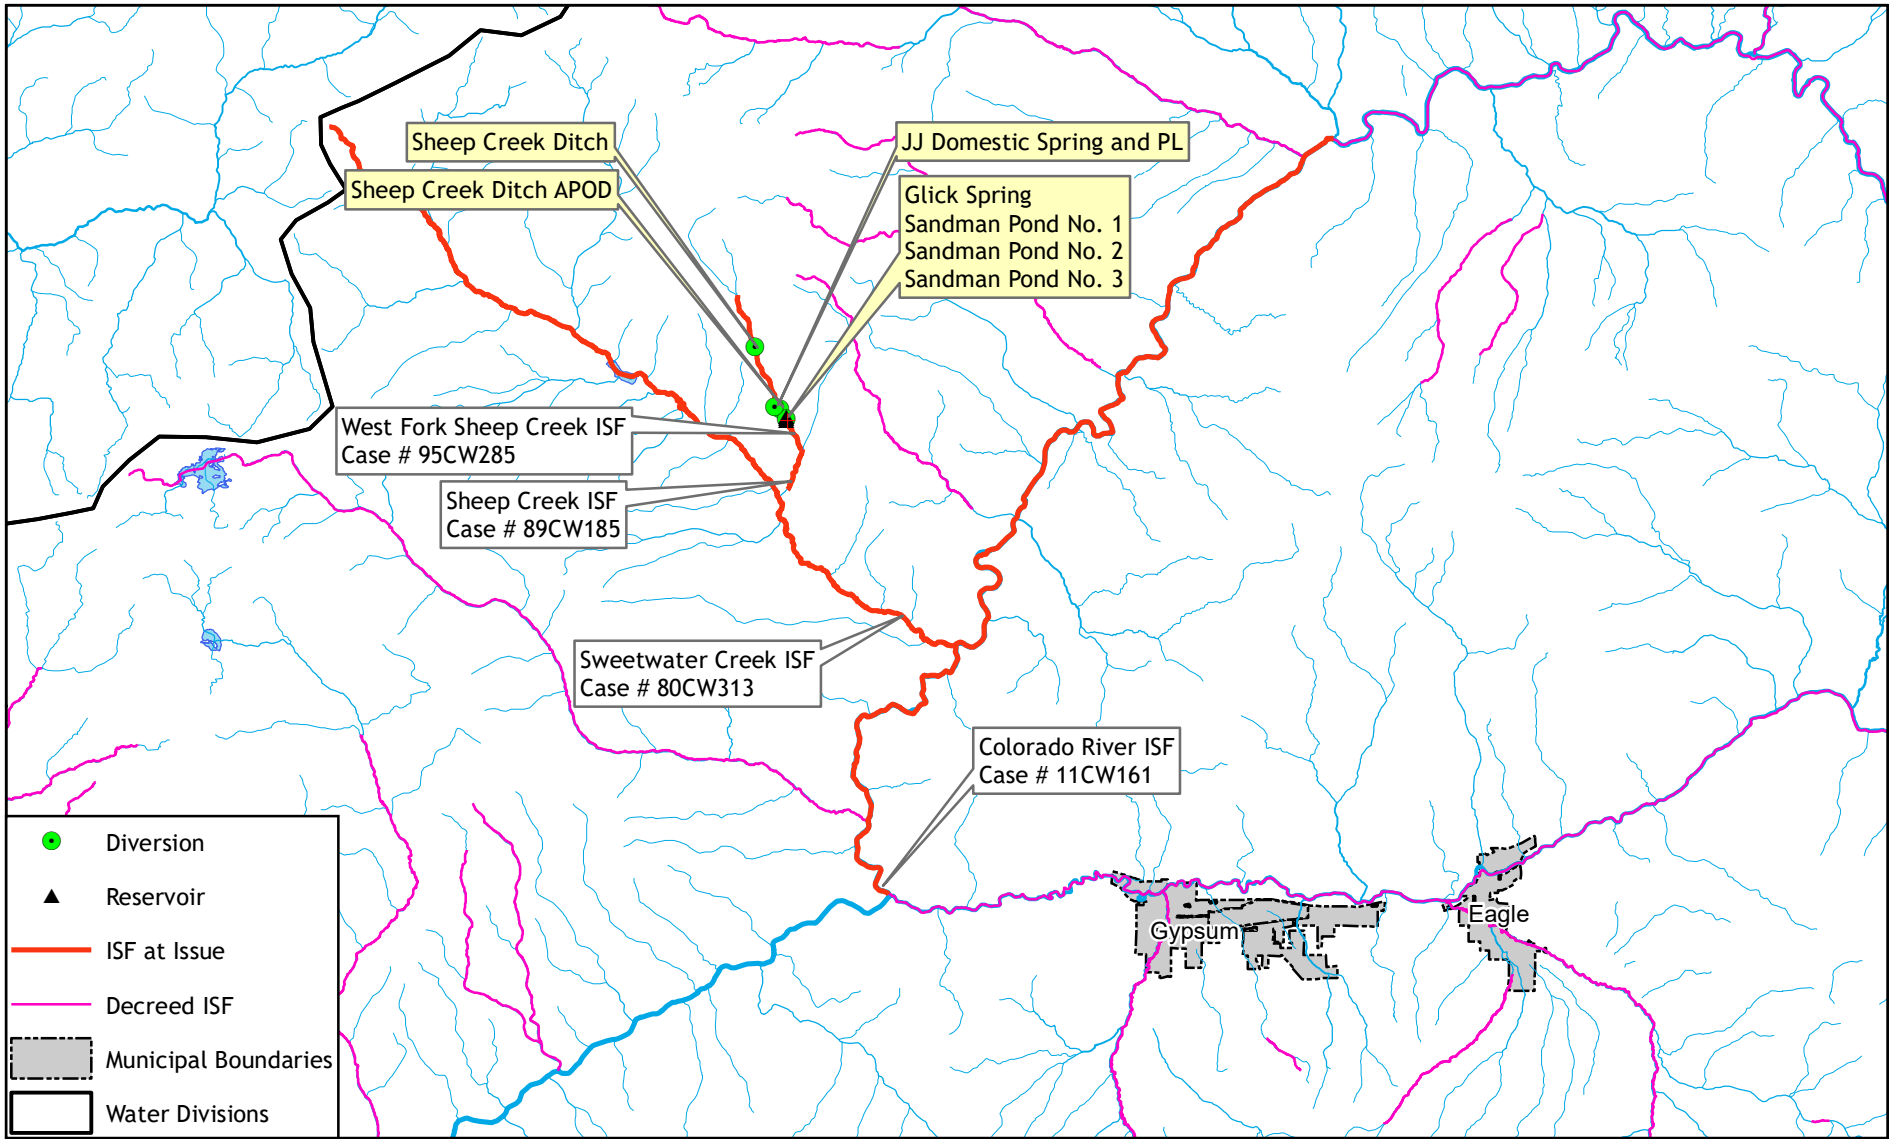 Sheep Creek Ditch
JJ Domestic Spring and PL
Sheep Creek Ditch APOD
Glick Spring
Sandman Pond No. 1
Sandman Pond No. 2
Sandman Pond No. 3
West Fork Sheep Creek ISF
Case # 95CW285
Sheep Creek ISF
Case # 89CW185
Sweetwater Creek ISF
Case # 80CW313
Colorado River ISF
Case # 11CW161
Gypsum
Eagle
Diversion
Reservoir
ISF at Issue
Decreed ISF
Municipal Boundaries
Water Divisions